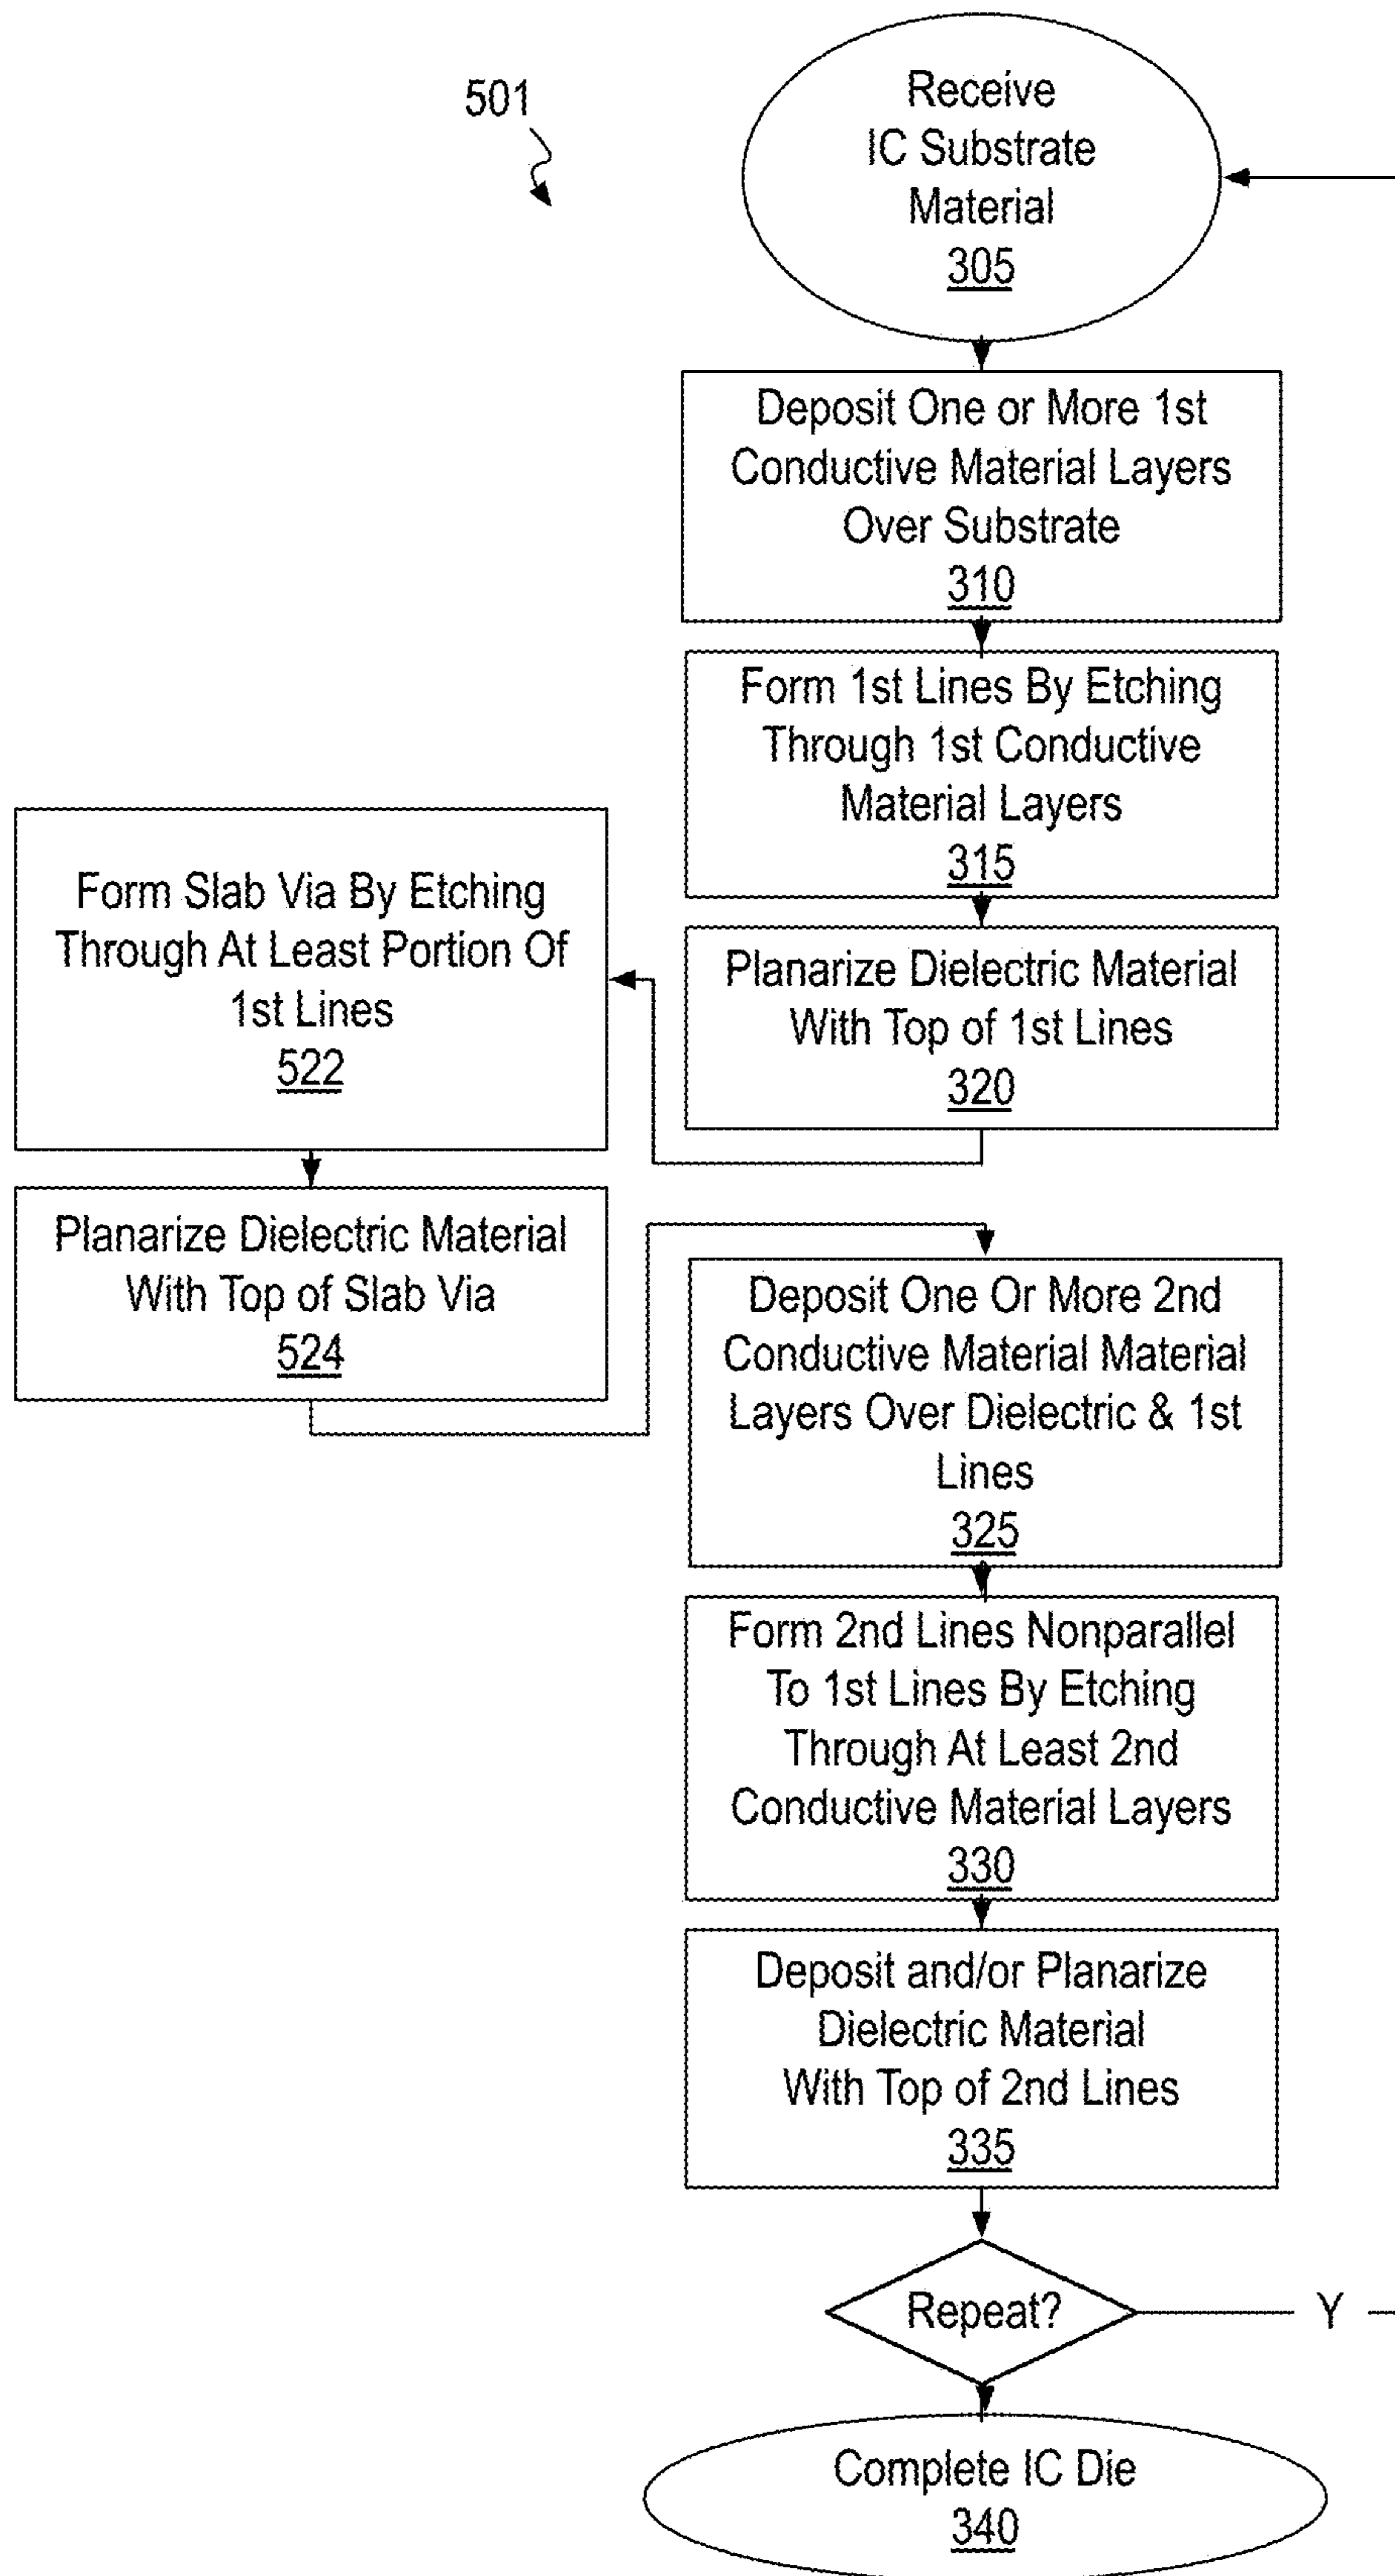 501
Receive
IC Substrate
Material
305
Deposit One or More 1st
Conductive Material Layers
Over Substrate
310
Form 1st Lines By Etching
Through 1st Conductive
Material Layers
315
Planarize Dielectric Material
With Top of 1st Lines
320
Form Slab Via By Etching
Through At Least Portion Of
1st Lines
522
Planarize Dielectric Material
With Top of Slab Via
524
Deposit One Or More 2nd
Conductive Material Material
Layers Over Dielectric & 1st
Lines
325
Form 2nd Lines Nonparallel
To 1st Lines By Etching
Through At Least 2nd
Conductive Material Layers
330
Deposit and/or Planarize
Dielectric Material
With Top of 2nd Lines
335
Repeat?
Y
Complete IC Die
340